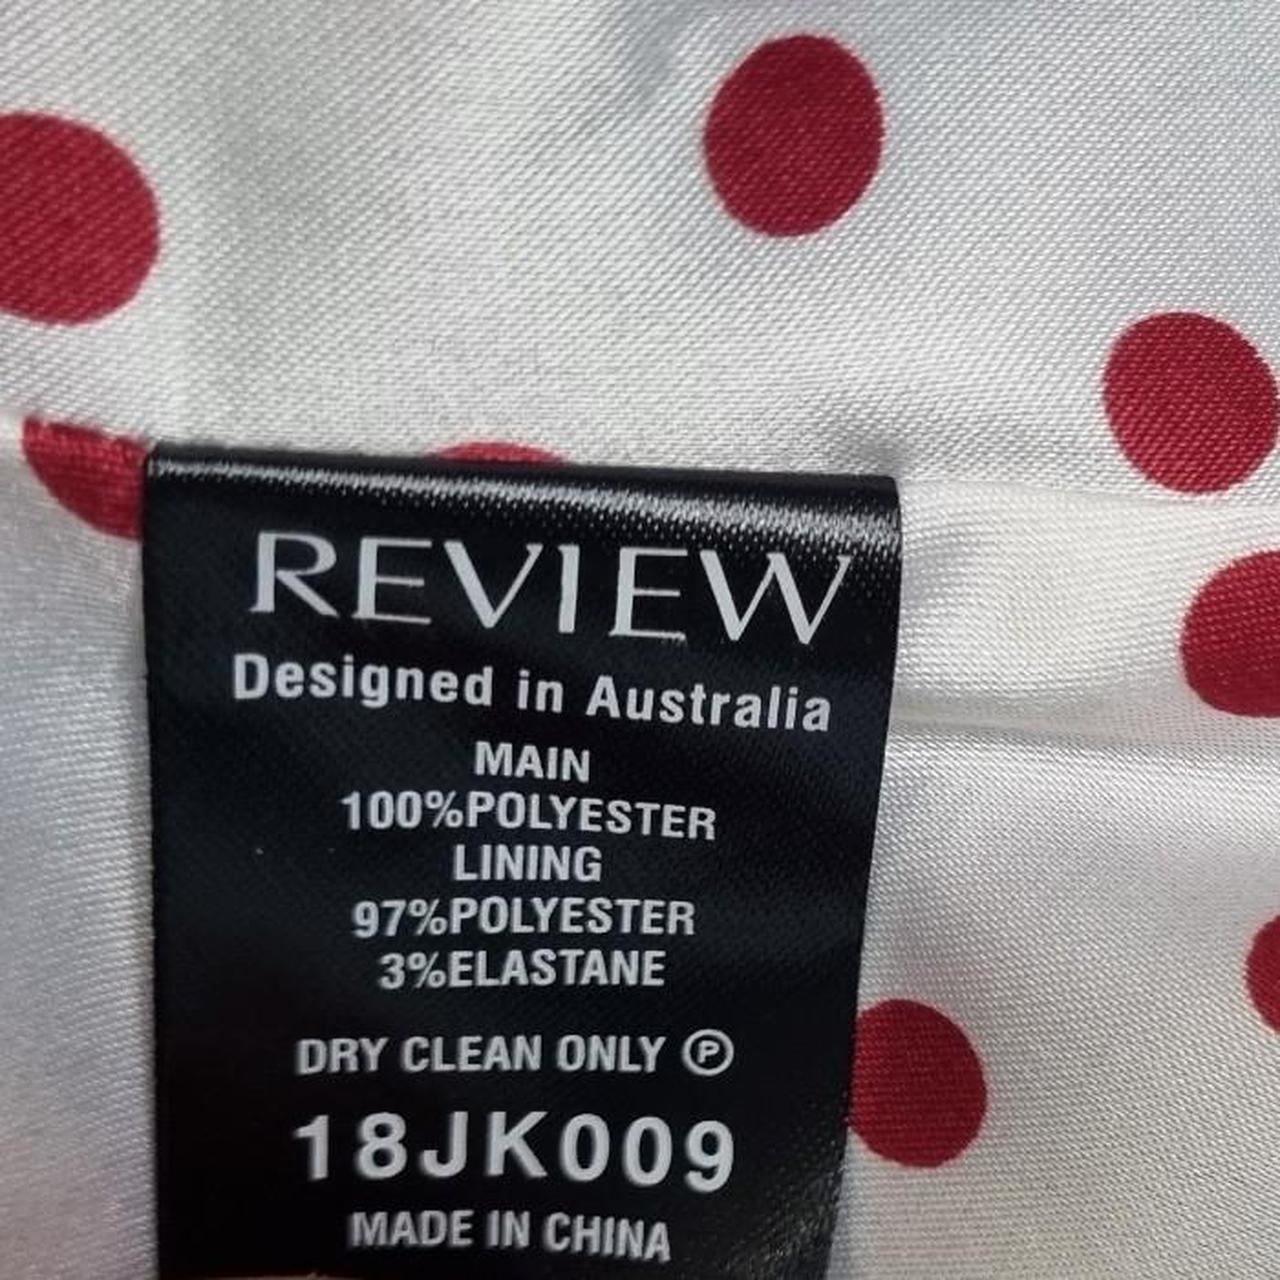 REVIEW
Designed in Australia
MAIN
100%POLYESTER
LINING
97%POLYESTER
3%ELASTANE
DRY CLEAN ONLY Ⓟ
18JK009
MADE IN CHINA